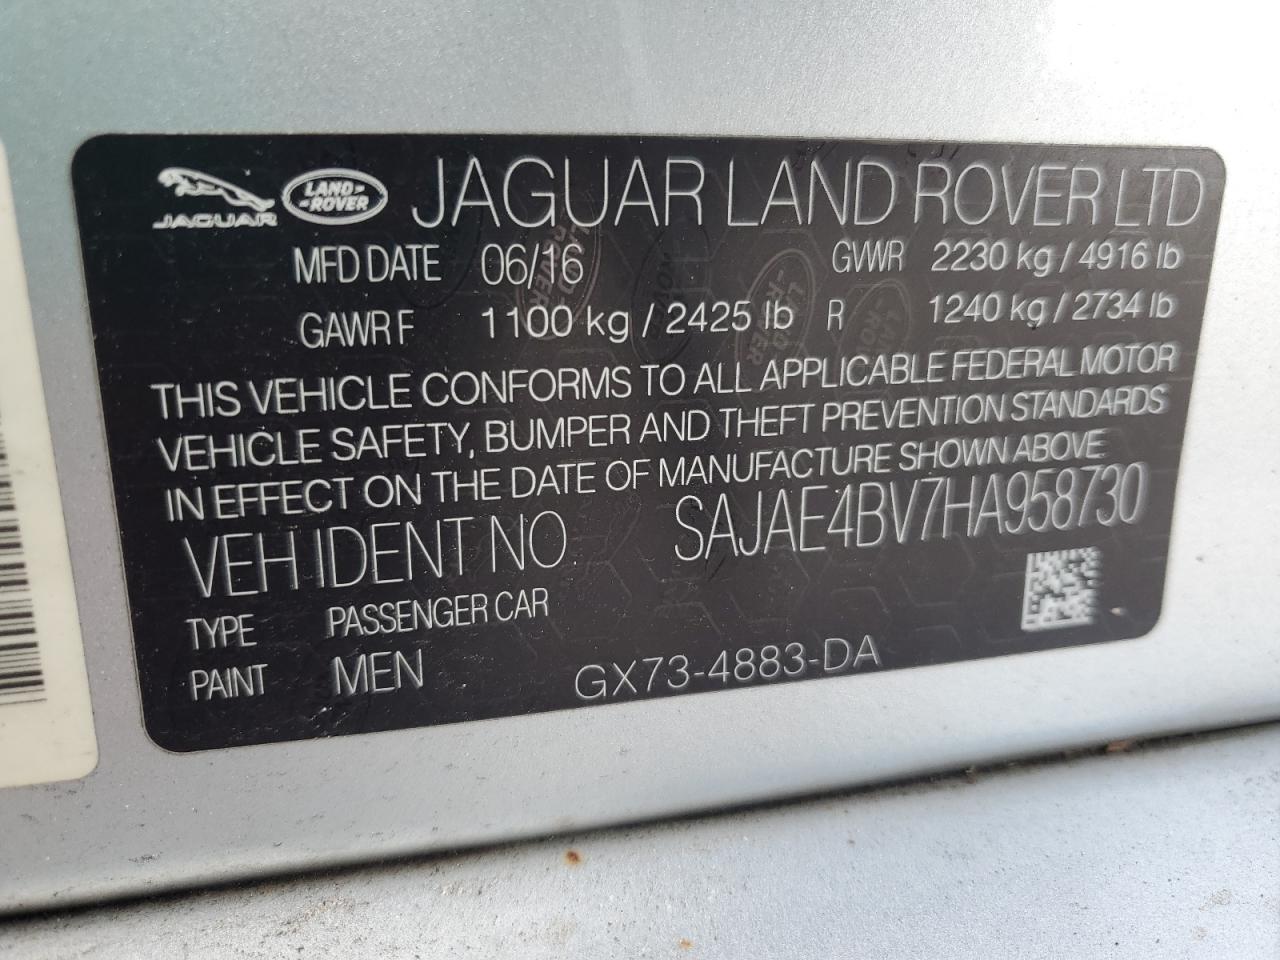 JAGUAR LAND-ROVER JAGUAR LAND ROVER LTD
MFD DATE 06/16 GVWR 2230 kg / 4916 lb
GAWR F 1100 kg / 2425 lb R 1240 kg / 2734 lb
THIS VEHICLE CONFORMS TO ALL APPLICABLE FEDERAL MOTOR
VEHICLE SAFETY, BUMPER AND THEFT PREVENTION STANDARDS
IN EFFECT ON THE DATE OF MANUFACTURE SHOWN ABOVE
VEH IDENT NO SAJAE4BV7HA958730
TYPE PASSENGER CAR
PAINT MEN GX73-4883-DA